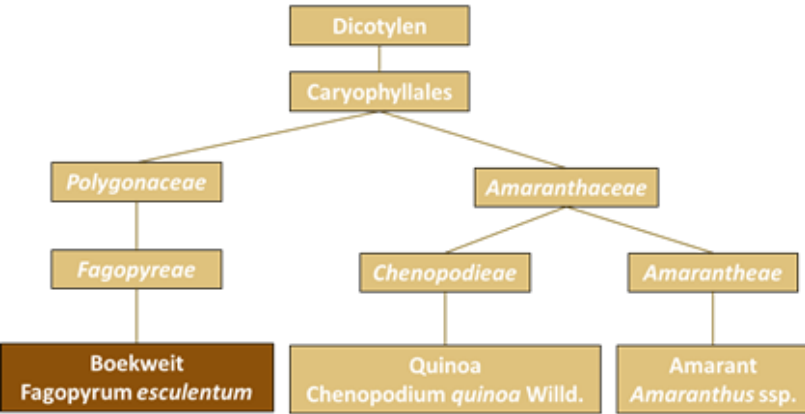 Dicotylen
Caryophyllales
Polygonaceae
Amaranthaceae
Fagopyreae
Chenopodieae
Amarantheae
Boekweit
Fagopyrum esculentum
Quinoa
Chenopodium quinoa Willd.
Amarant
Amaranthus ssp.